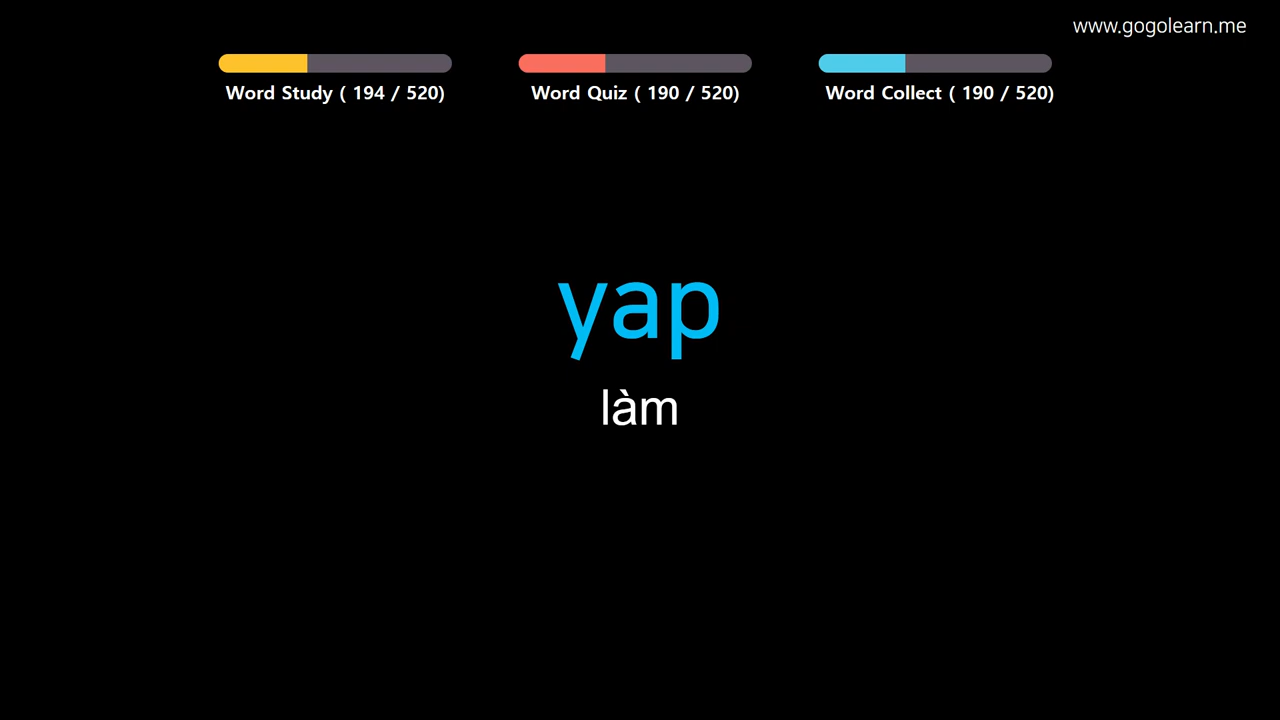 www.gogolearn.me
Word Study ( 194 / 520)
Word Quiz ( 190 / 520)
Word Collect ( 190 / 520)
yap
làm